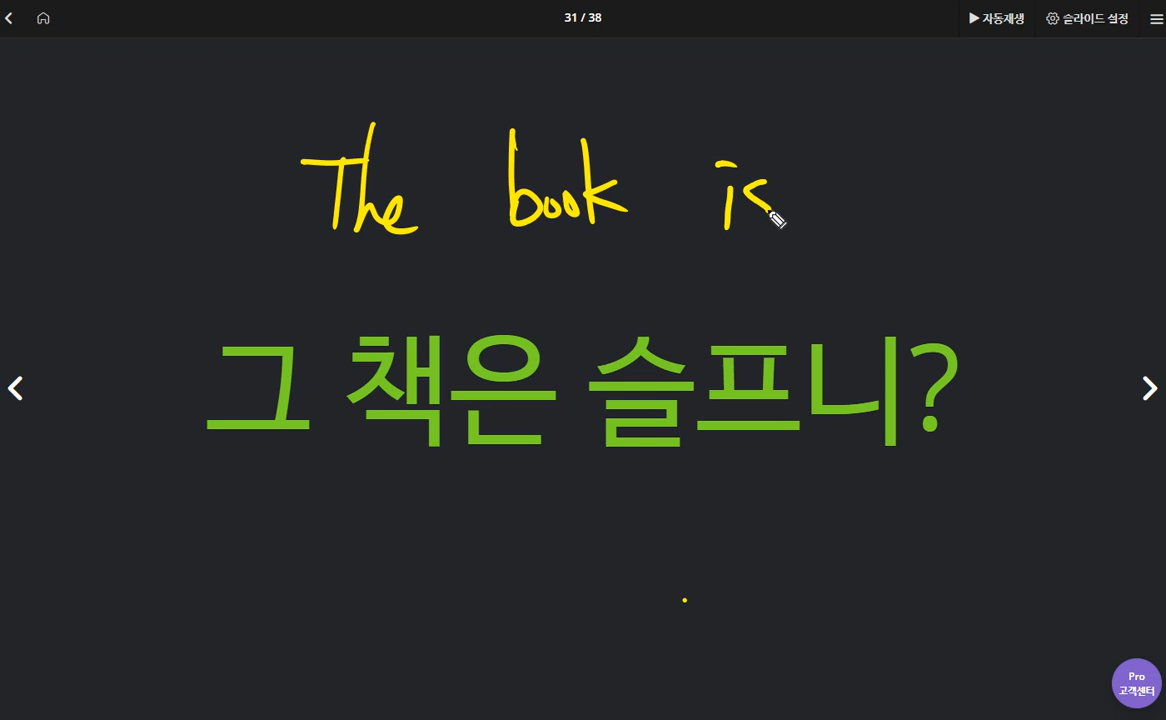 31 / 38
자동재생
슬라이드 설정
The book is
그 책은 슬프니?
Pro
고객센터